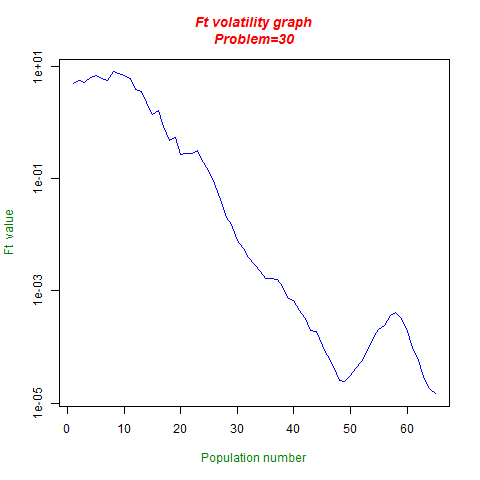 Ft volatility graph
Problem=30
1e+01
1e-01
1e-03
1e-05
Ft value
0 10 20 30 40 50 60
Population number